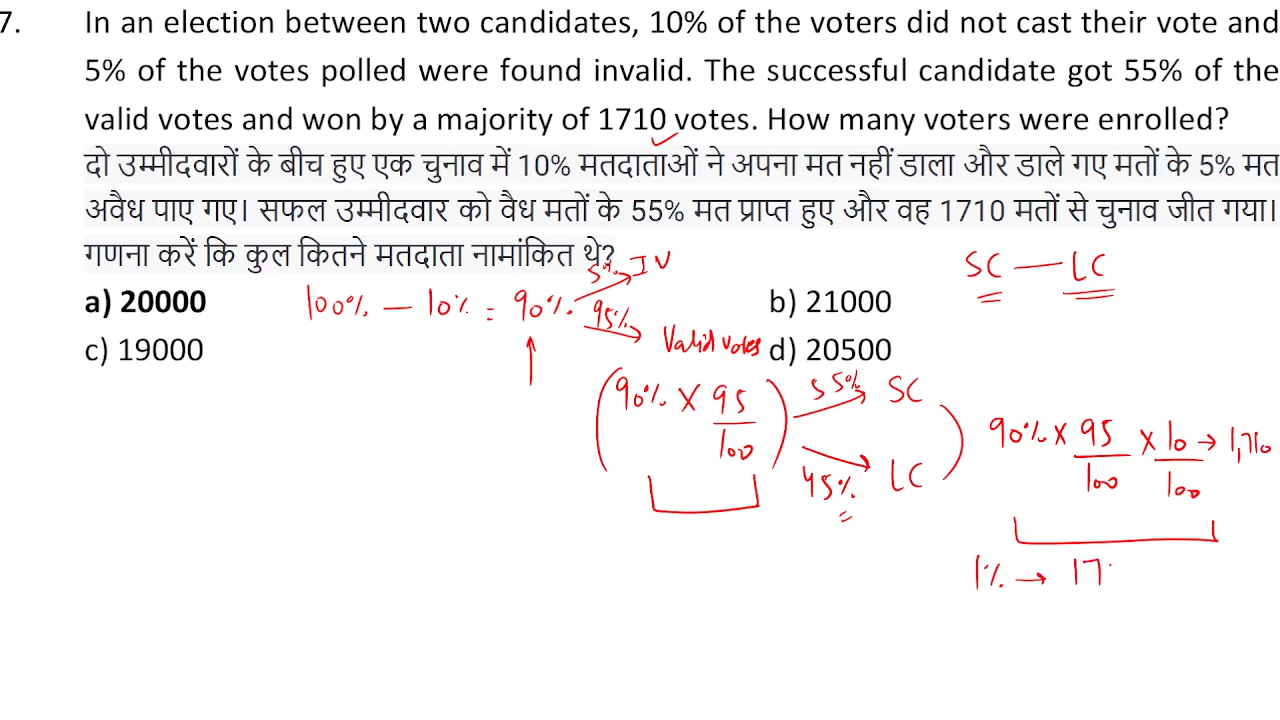 7. In an election between two candidates, 10% of the voters did not cast their vote and
5% of the votes polled were found invalid. The successful candidate got 55% of the
valid votes and won by a majority of 1710 votes. How many voters were enrolled?
दो उम्मीदवारों के बीच हुए एक चुनाव में 10% मतदाताओं ने अपना मत नहीं डाला और डाले गए मतों के 5% मत
अवैध पाए गए। सफल उम्मीदवार को वैध मतों के 55% मत प्राप्त हुए और वह 1710 मतों से चुनाव जीत गया।
गणना करें कि कुल कितने मतदाता नामांकित थे?
5% IV
SC — LC
a) 20000
100% — 10% = 90%
95%
b) 21000
c) 19000
Valid votes
d) 20500
(90% × 95/100)
55% SC
45% LC )
90% × 95/100 × 10/100 → 1,710
1% → 17